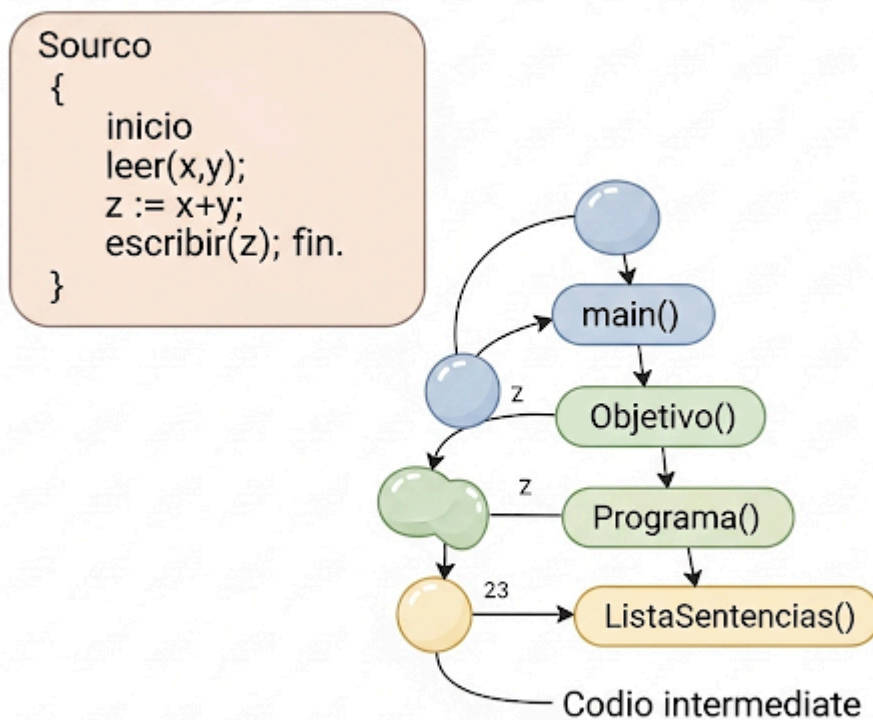 Sourco
{
inicio
leer(x,y);
z := x+y;
escribir(z); fin.
}
main()
z
Objetivo()
z
Programa()
23
ListaSentencias()
Codio intermediate